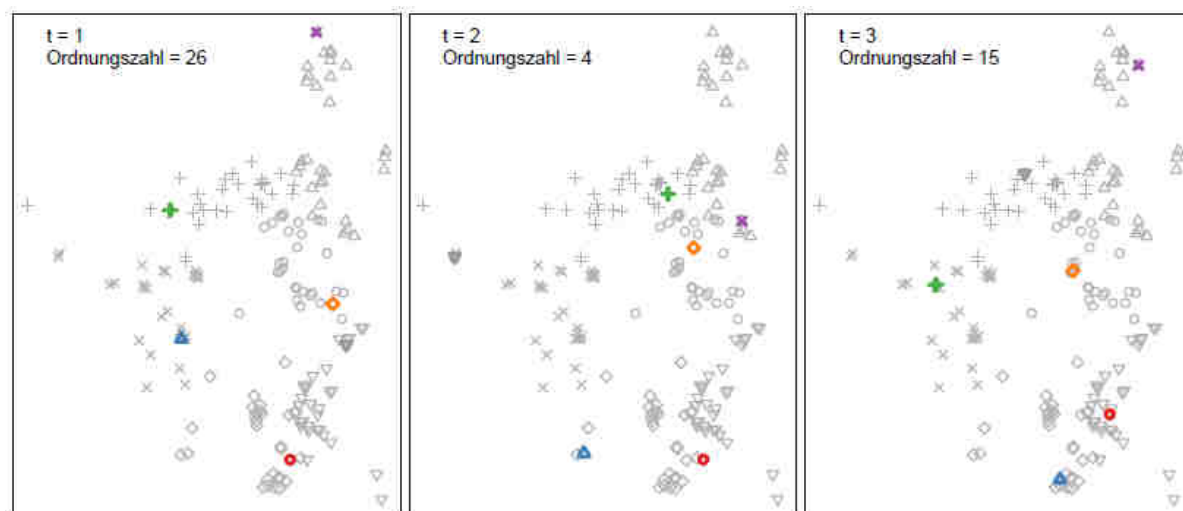 t = 1
Ordnungszahl = 26
t = 2
Ordnungszahl = 4
t = 3
Ordnungszahl = 15